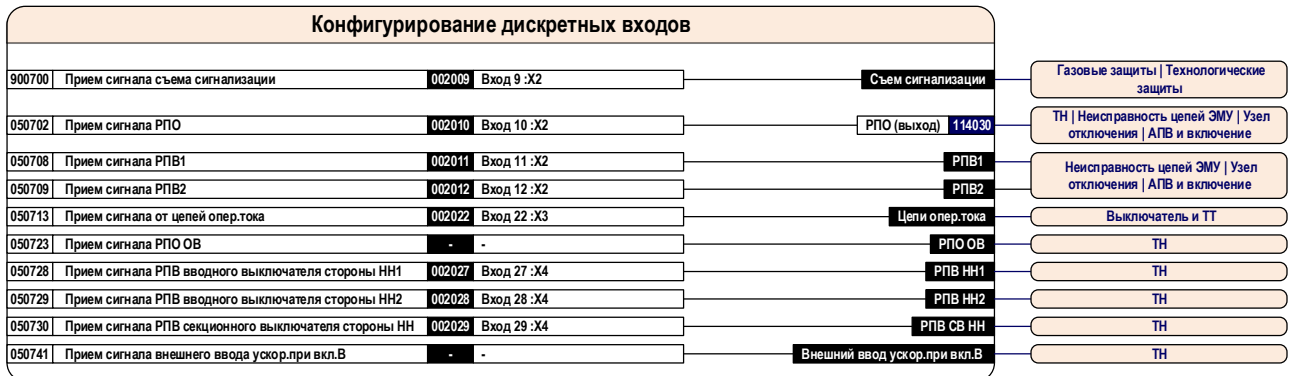 Конфигурирование дискретных входов
900700 Прием сигнала съема сигнализации 002009 Вход 9 :X2 Съем сигнализации
Газовые защиты | Технологические
защиты
050702 Прием сигнала РПО 002010 Вход 10 :X2 РПО (выход) 114030
ТН | Неисправность цепей ЭМУ | Узел
отключения | АПВ и включение
050708 Прием сигнала РПВ1 002011 Вход 11 :X2 РПВ1
050709 Прием сигнала РПВ2 002012 Вход 12 :X2 РПВ2
Неисправность цепей ЭМУ | Узел
отключения | АПВ и включение
050713 Прием сигнала от цепей опер.тока 002022 Вход 22 :X3 Цепи опер.тока Выключатель и ТТ
050723 Прием сигнала РПО ОВ - - РПО ОВ ТН
050728 Прием сигнала РПВ вводного выключателя стороны НН1 002027 Вход 27 :X4 РПВ НН1 ТН
050729 Прием сигнала РПВ вводного выключателя стороны НН2 002028 Вход 28 :X4 РПВ НН2 ТН
050730 Прием сигнала РПВ секционного выключателя стороны НН 002029 Вход 29 :X4 РПВ СВ НН ТН
050741 Прием сигнала внешнего ввода ускор.при вкл.В - - Внешний ввод ускор.при вкл.В ТН